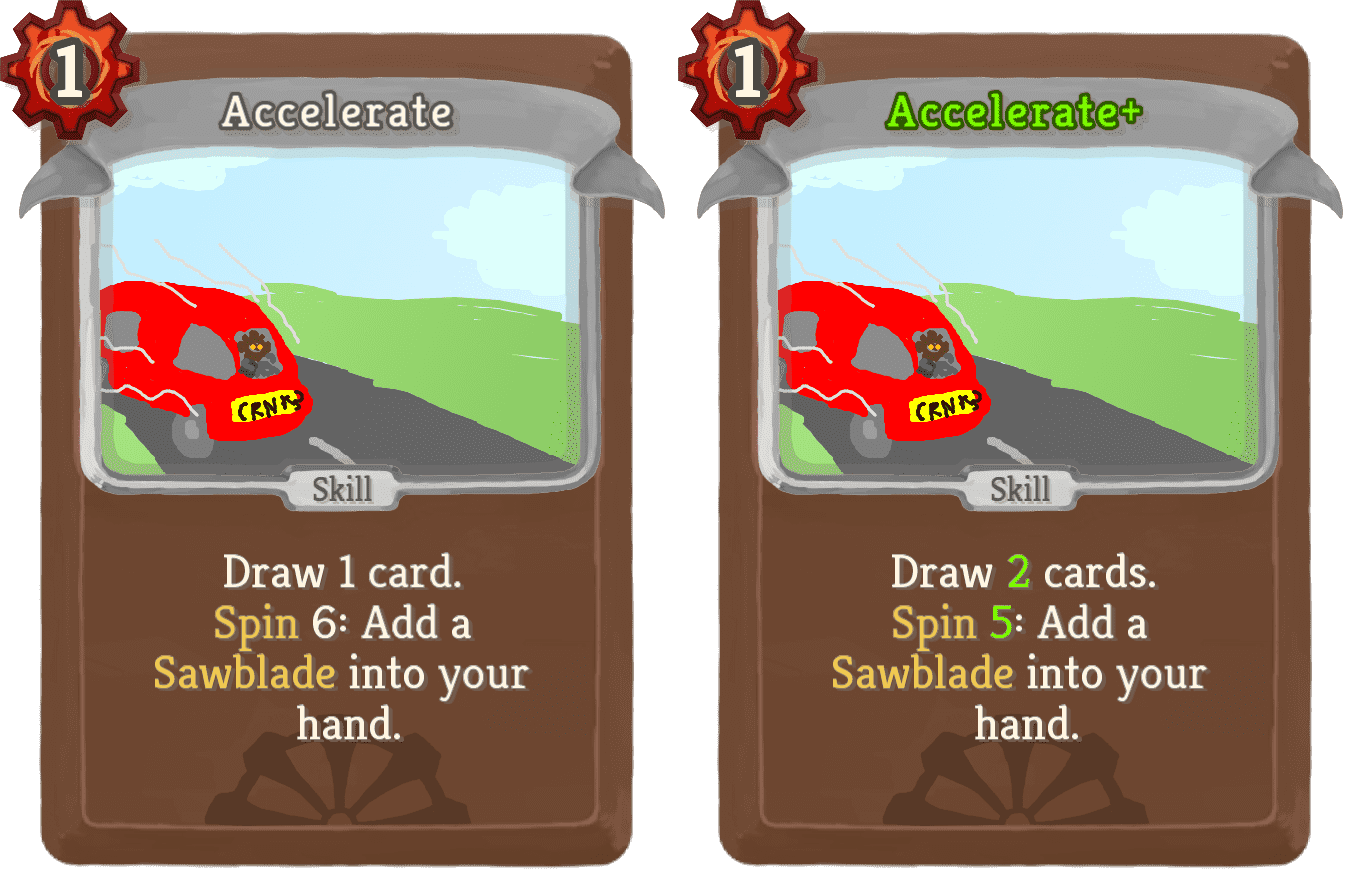 1
Accelerate
Skill
Draw 1 card.
Spin 6: Add a
Sawblade into your
hand.
1
Accelerate+
Skill
Draw 2 cards.
Spin 5: Add a
Sawblade into your
hand.